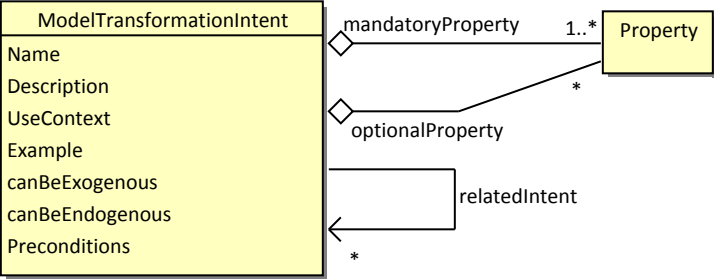 ModelTransformationIntent
Name
Description
UseContext
Example
canBeExogenous
canBeEndogenous
Preconditions
mandatoryProperty
1..*
Property
*
optionalProperty
relatedIntent
*